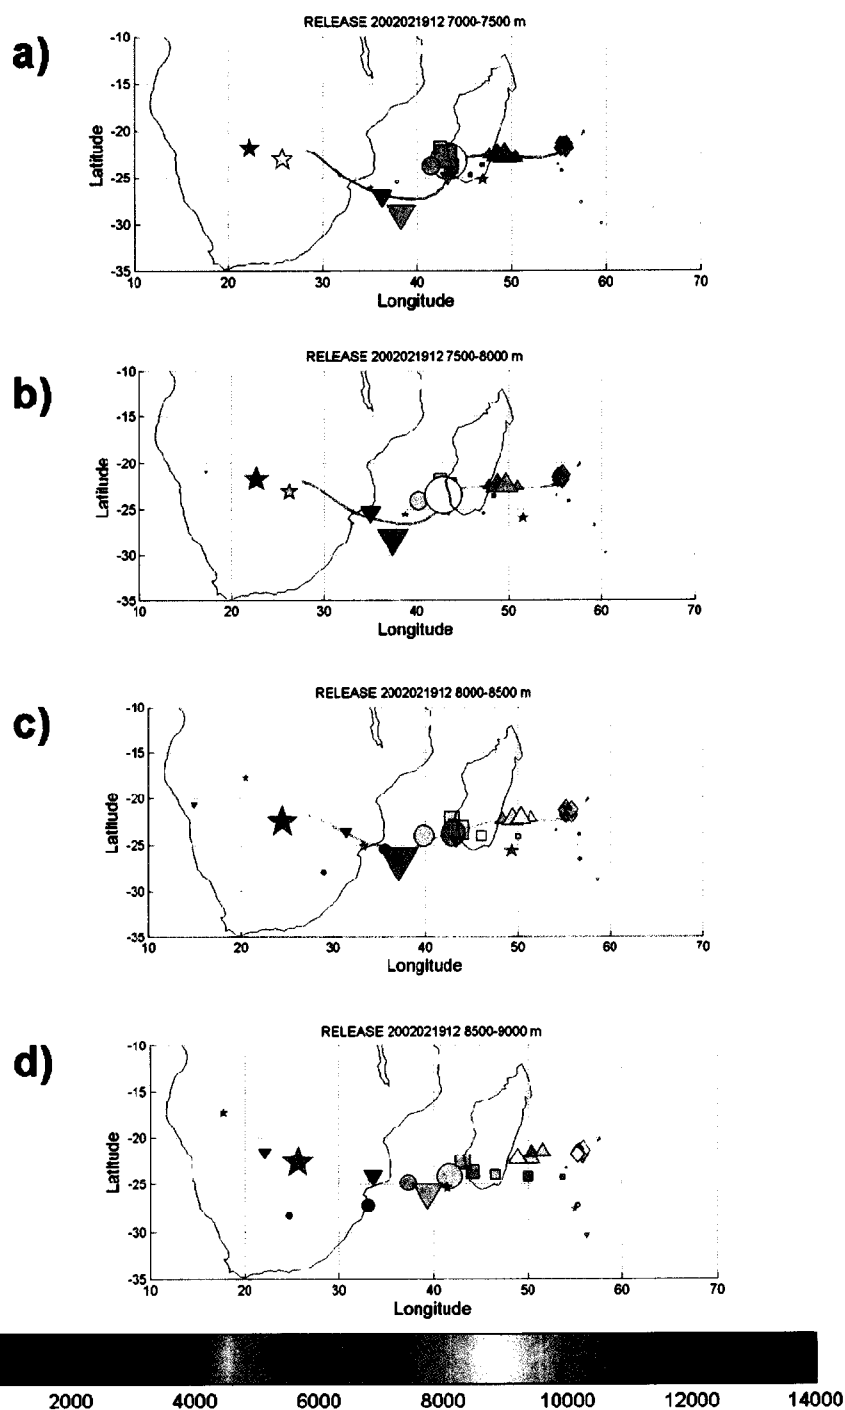 a)
RELEASE 2002021912 7000-7500 m
-10
-15
-20
-25
-30
-35
Latitude
10 20 30 40 50 60 70
Longitude
b)
RELEASE 2002021912 7500-8000 m
-10
-15
-20
-25
-30
-35
Latitude
10 20 30 40 50 60 70
Longitude
c)
RELEASE 2002021912 8000-8500 m
-10
-15
-20
-25
-30
-35
Latitude
10 20 30 40 50 60 70
Longitude
d)
RELEASE 2002021912 8500-9000 m
-10
-15
-20
-25
-30
-35
Latitude
10 20 30 40 50 60 70
Longitude
2000 4000 6000 8000 10000 12000 14000